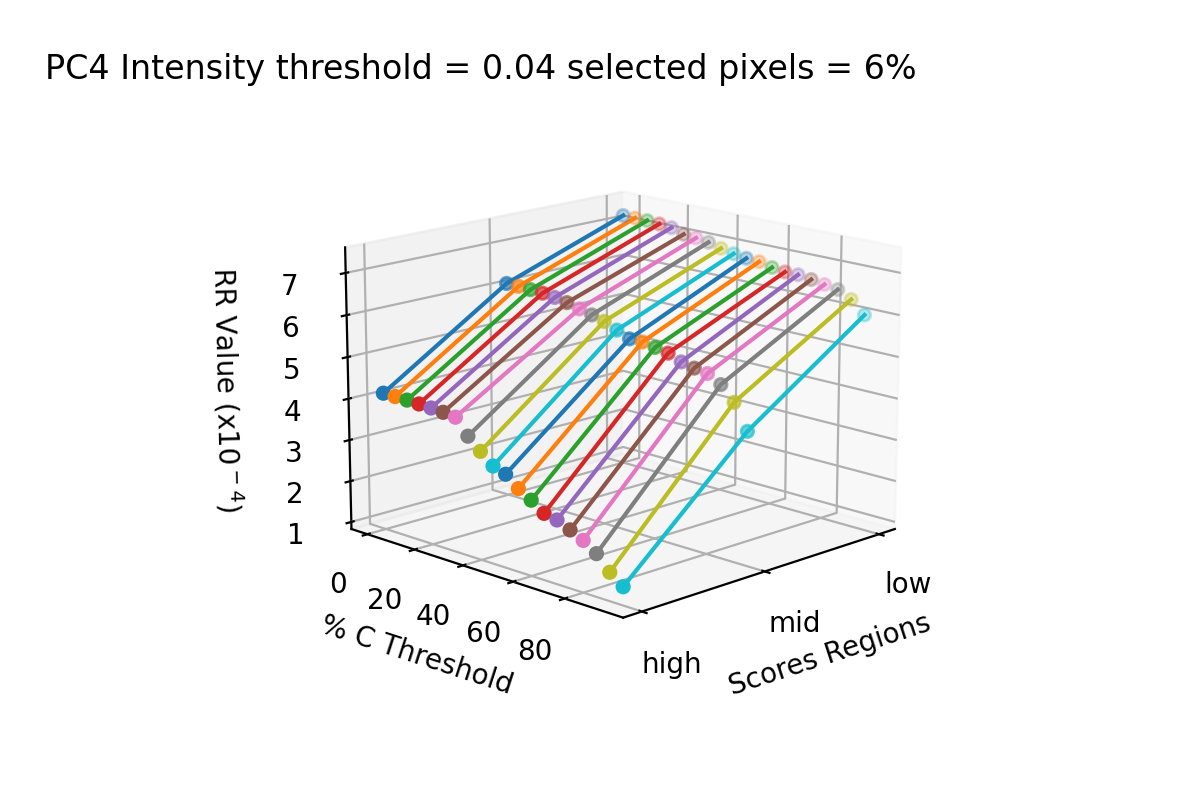 PC4 Intensity threshold = 0.04 selected pixels = 6%
RR Value (x10⁻⁴)
7
6
5
4
3
2
1
0
20
40
60
80
% C Threshold
high
mid
low
Scores Regions